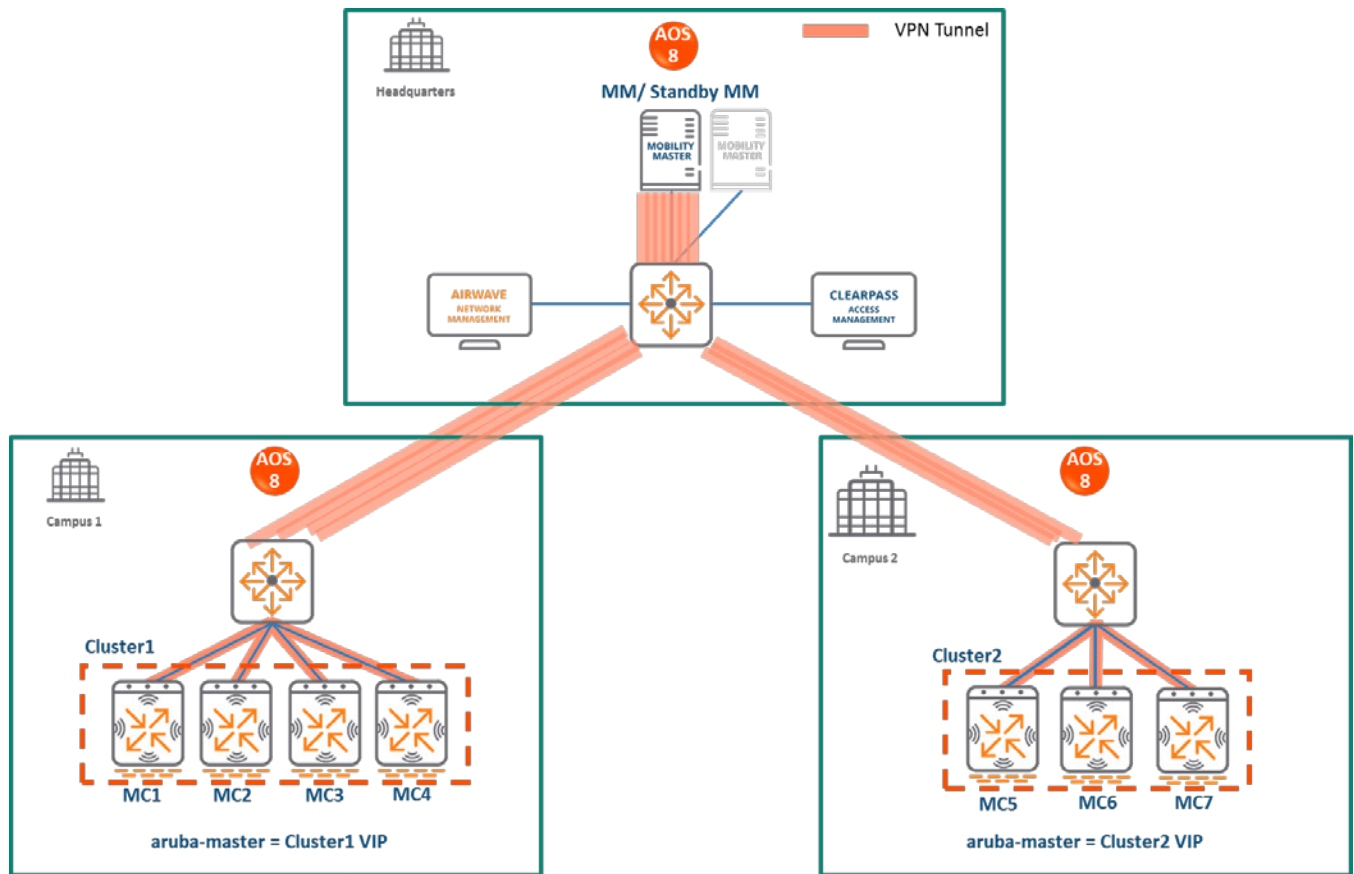 Headquarters
AOS
8
VPN Tunnel
MM/ Standby MM
MOBILITY
MASTER
MOBILITY
MASTER
AIRWAVE
NETWORK
MANAGEMENT
CLEARPASS
ACCESS
MANAGEMENT
Campus 1
AOS
8
Cluster1
MC1
MC2
MC3
MC4
aruba-master = Cluster1 VIP
Campus 2
AOS
8
Cluster2
MC5
MC6
MC7
aruba-master = Cluster2 VIP